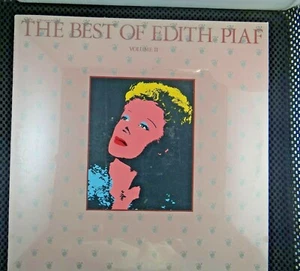 THE BEST OF EDITH PIAF
VOLUME II